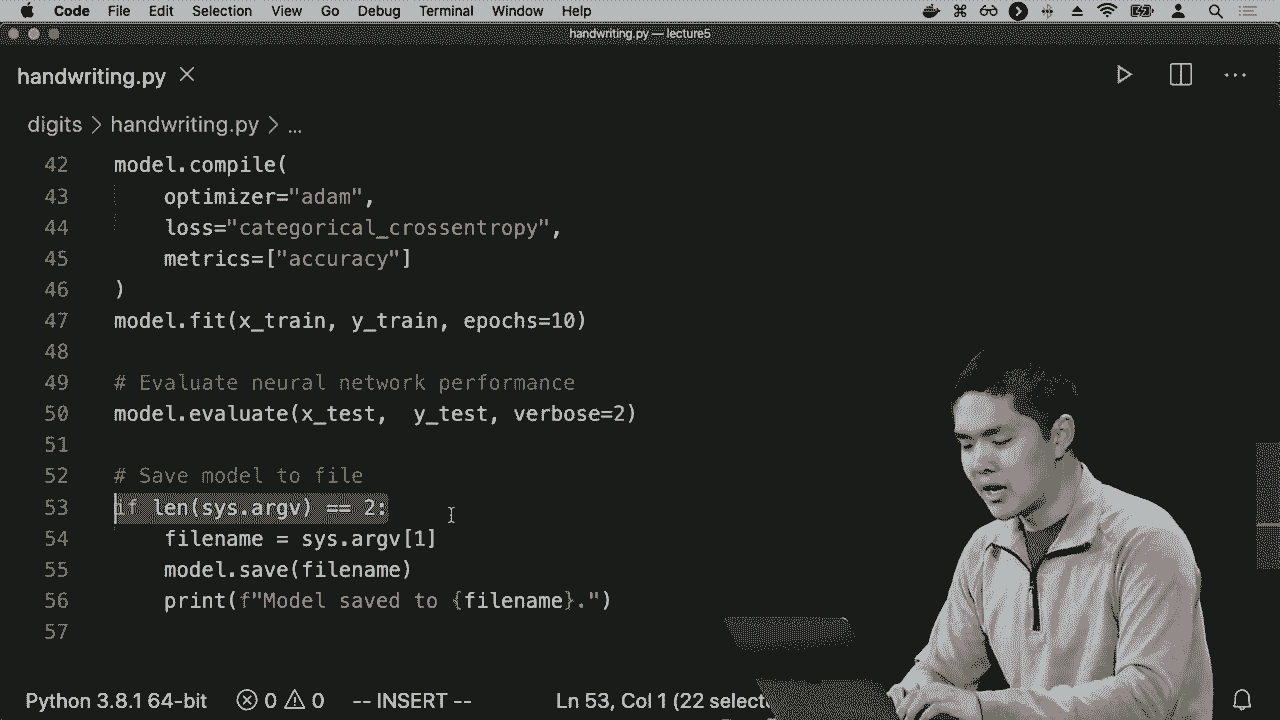 Code File Edit Selection View Go Debug Terminal Window Help
handwriting.py — lecture5
handwriting.py
digits > handwriting.py > ...
42 model.compile(
43 optimizer="adam",
44 loss="categorical_crossentropy",
45 metrics=["accuracy"]
46 )
47 model.fit(x_train, y_train, epochs=10)
48
49 # Evaluate neural network performance
50 model.evaluate(x_test,  y_test, verbose=2)
51
52 # Save model to file
53 if len(sys.argv) == 2:
54 filename = sys.argv[1]
55 model.save(filename)
56 print(f"Model saved to {filename}.")
57
Python 3.8.1 64-bit 0 0 -- INSERT -- Ln 53, Col 1 (22